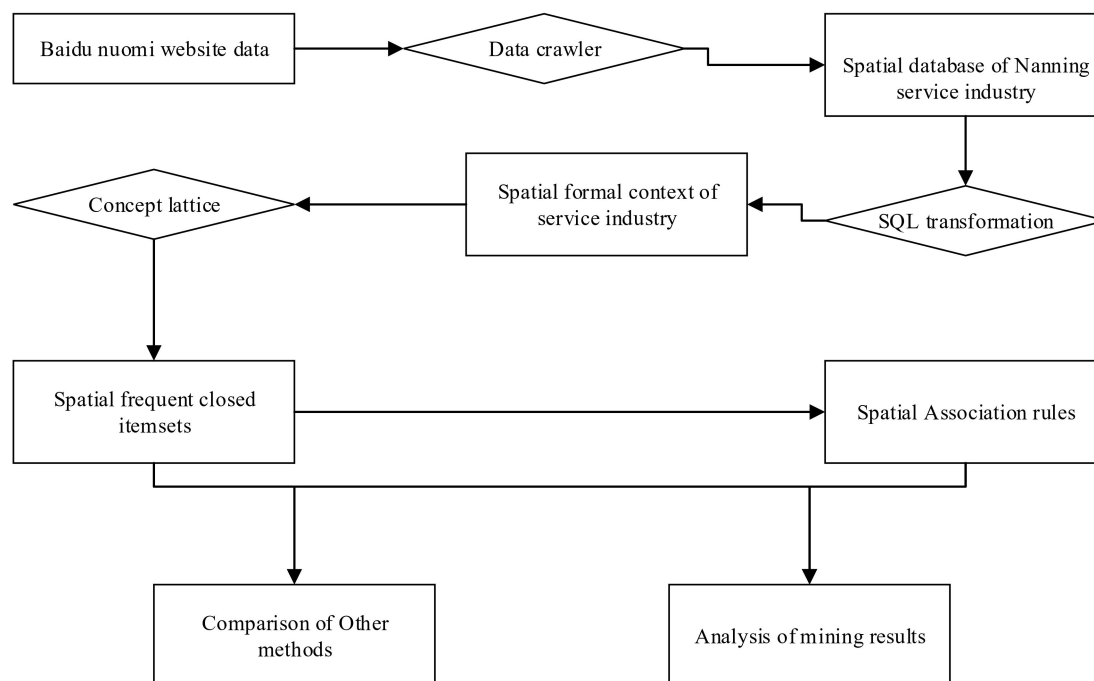 Baidu nuomi website data
Data crawler
Spatial database of Nanning
service industry
Concept lattice
Spatial formal context of
service industry
SQL transformation
Spatial frequent closed
itemsets
Spatial Association rules
Comparison of Other
methods
Analysis of mining results